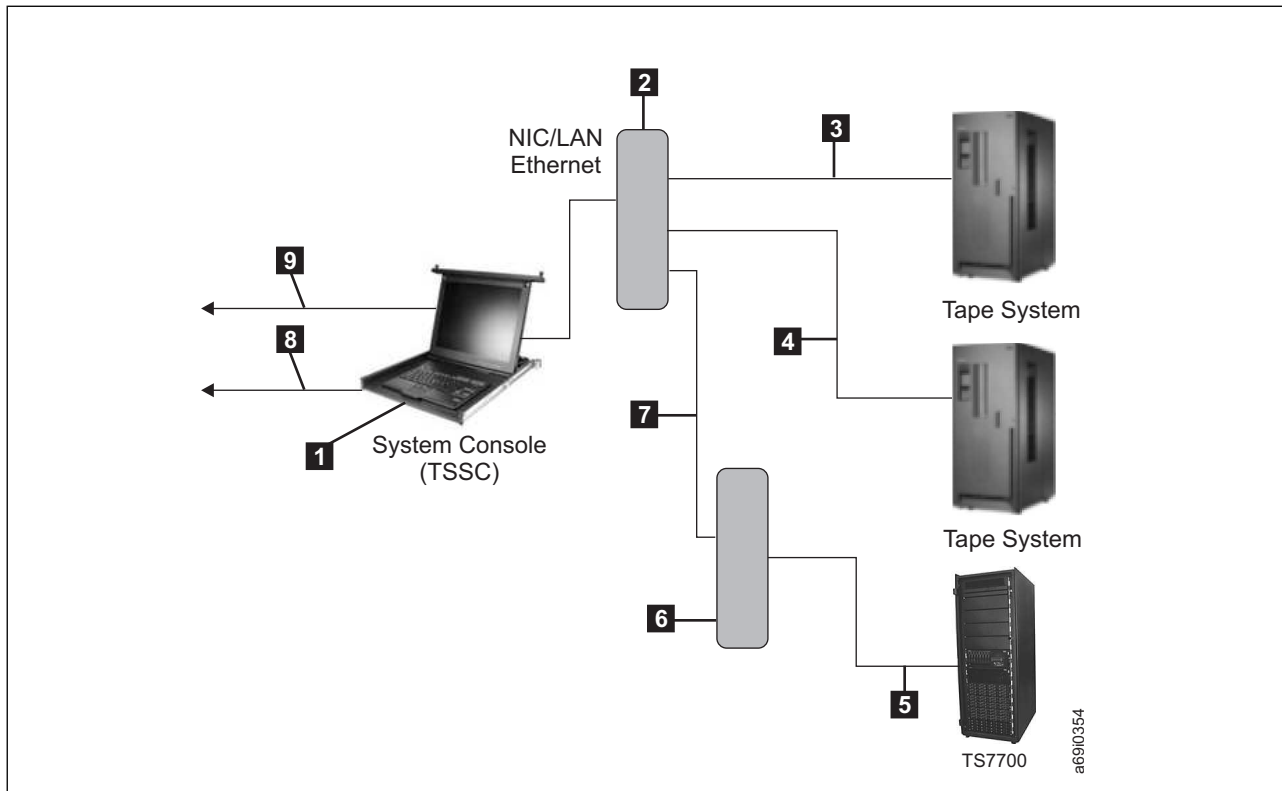 2
NIC/LAN
Ethernet
3
9
Tape System
8
4
7
1
System Console
(TSSC)
Tape System
6
5
TS7700
a69i0354